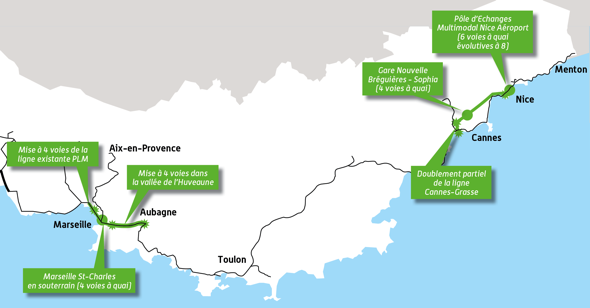 Pôle d'Echanges
Multimodal Nice Aéroport
(6 voies à quai
évolutives à 8)
Gare Nouvelle
Bréguières - Sophia
(4 voies à quai)
Menton
Nice
Cannes
Doublement partiel
de la ligne
Cannes-Grasse
Mise à 4 voies de la
ligne existante PLM
Aix-en-Provence
Mise à 4 voies dans
la vallée de l'Huveaune
Aubagne
Marseille
Toulon
Marseille St-Charles
en souterrain (4 voies à quai)